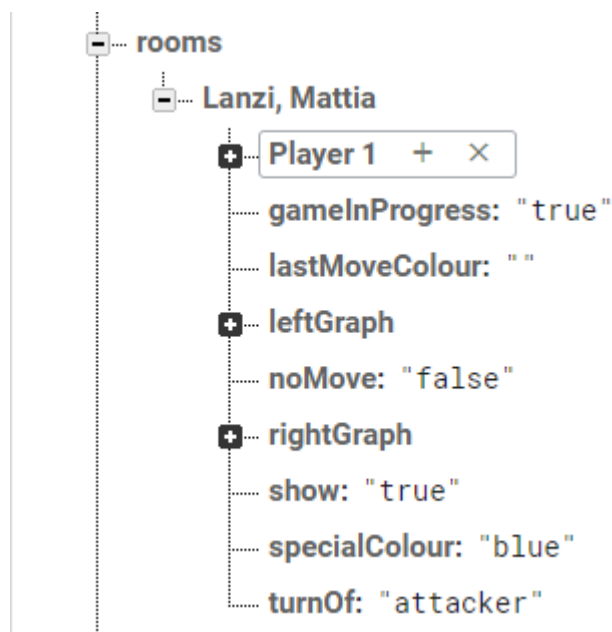 rooms
Lanzi, Mattia
Player 1 + ×
gameInProgress: "true"
lastMoveColour: ""
leftGraph
noMove: "false"
rightGraph
show: "true"
specialColour: "blue"
turnOf: "attacker"